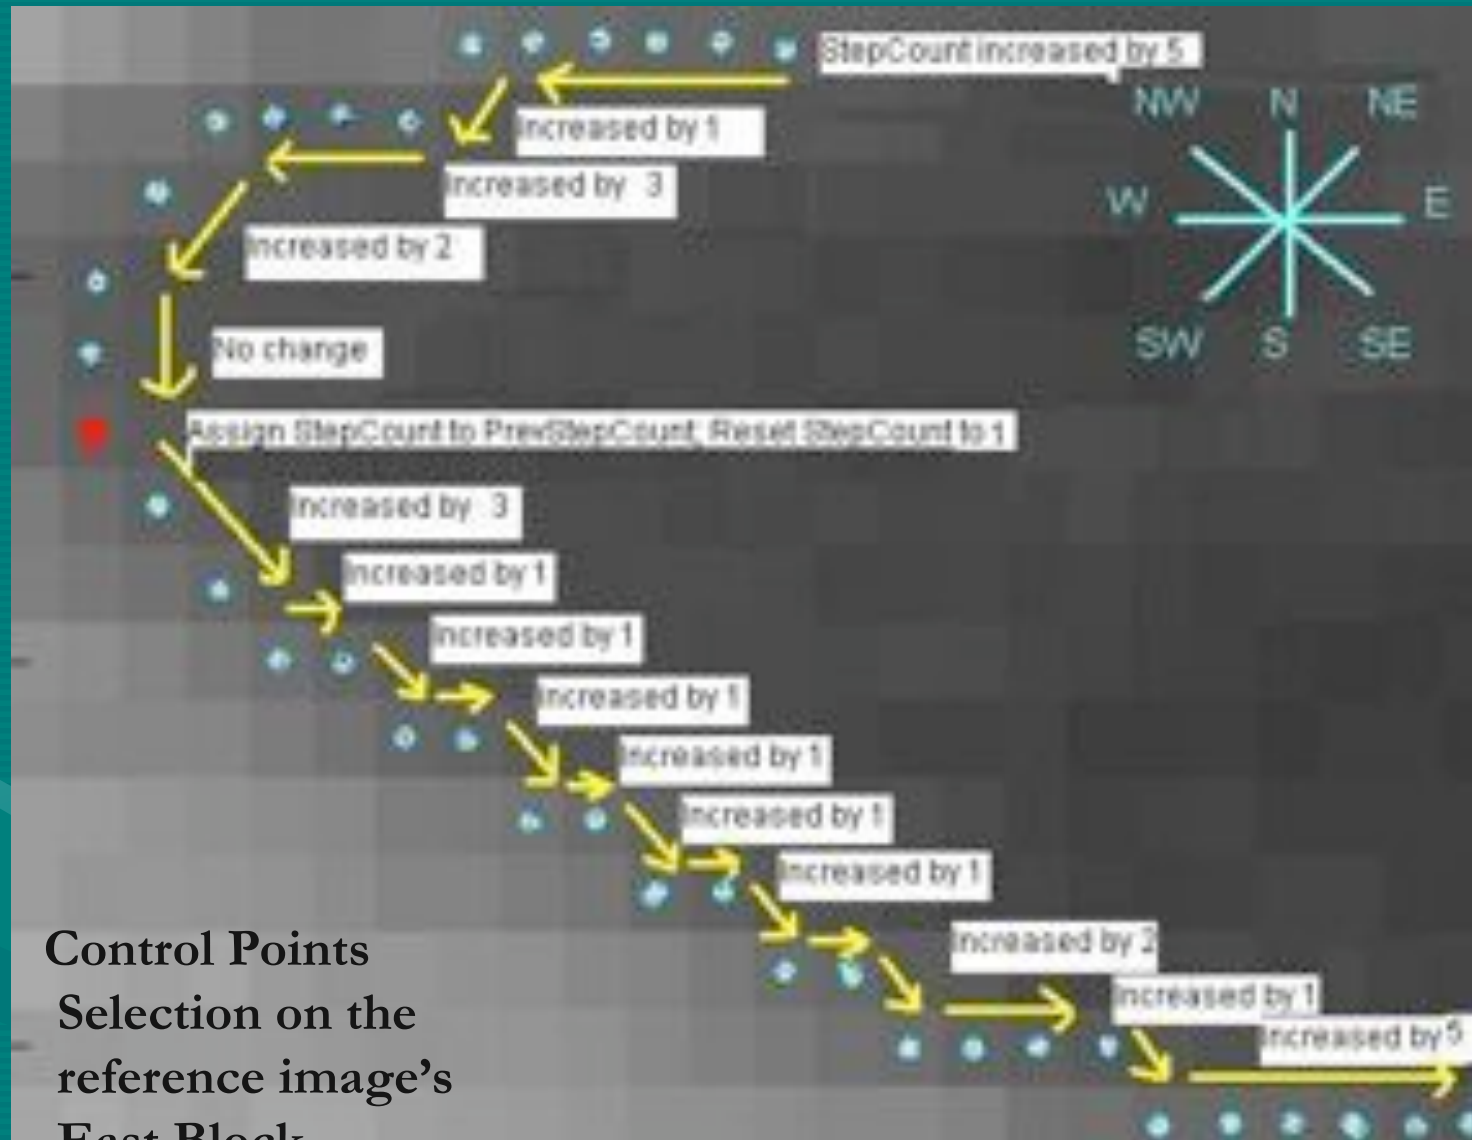 StepCount increased by 5
NW N NE
Increased by 1
Increased by 3
W E
Increased by 2
No change
SW S SE
Assign StepCount to PrevStepCount; Reset StepCount to 1
Increased by 3
Increased by 1
Increased by 1
Increased by 1
Increased by 1
Increased by 1
Increased by 1
Increased by 2
Increased by 1
Increased by 5
Control Points
Selection on the
reference image's
East Block